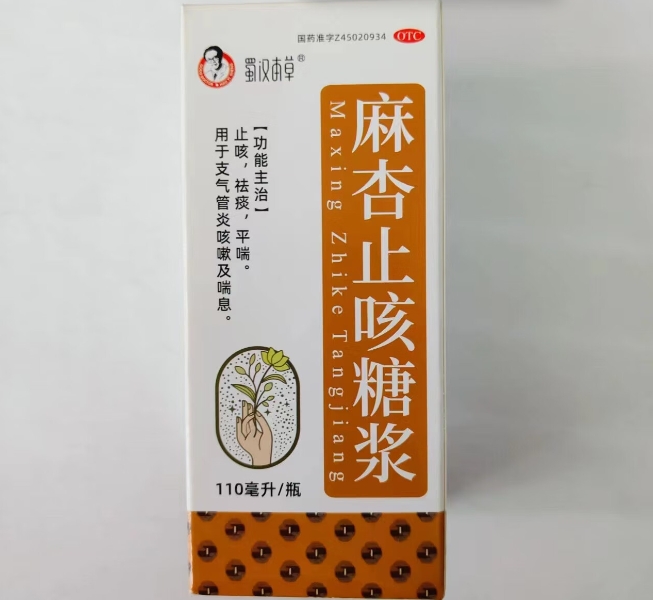 国药准字Z45020934 OTC
蜀汉本草®
麻杏止咳糖浆
Maxing Zhike Tangjiang
【功能主治】
止咳，祛痰，平喘。
用于支气管炎咳嗽及喘息。
110毫升/瓶